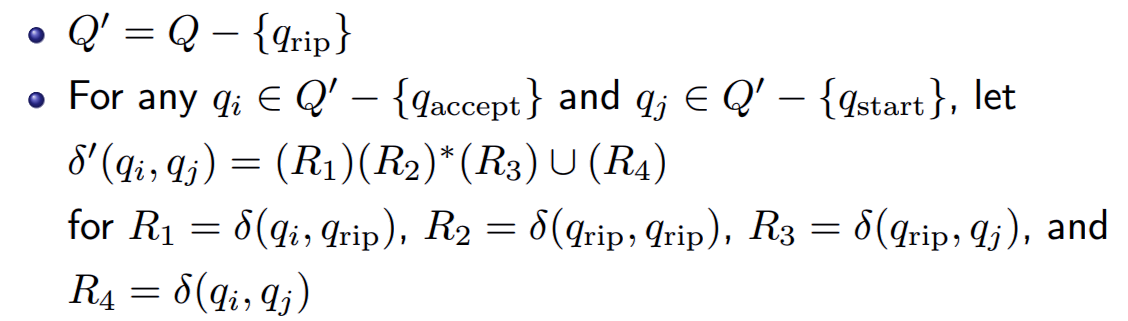 • Q′ = Q − {q_rip}
• For any q_i ∈ Q′ − {q_accept} and q_j ∈ Q′ − {q_start}, let
δ′(q_i, q_j) = (R_1)(R_2)*(R_3) ∪ (R_4)
for R_1 = δ(q_i, q_rip), R_2 = δ(q_rip, q_rip), R_3 = δ(q_rip, q_j), and
R_4 = δ(q_i, q_j)